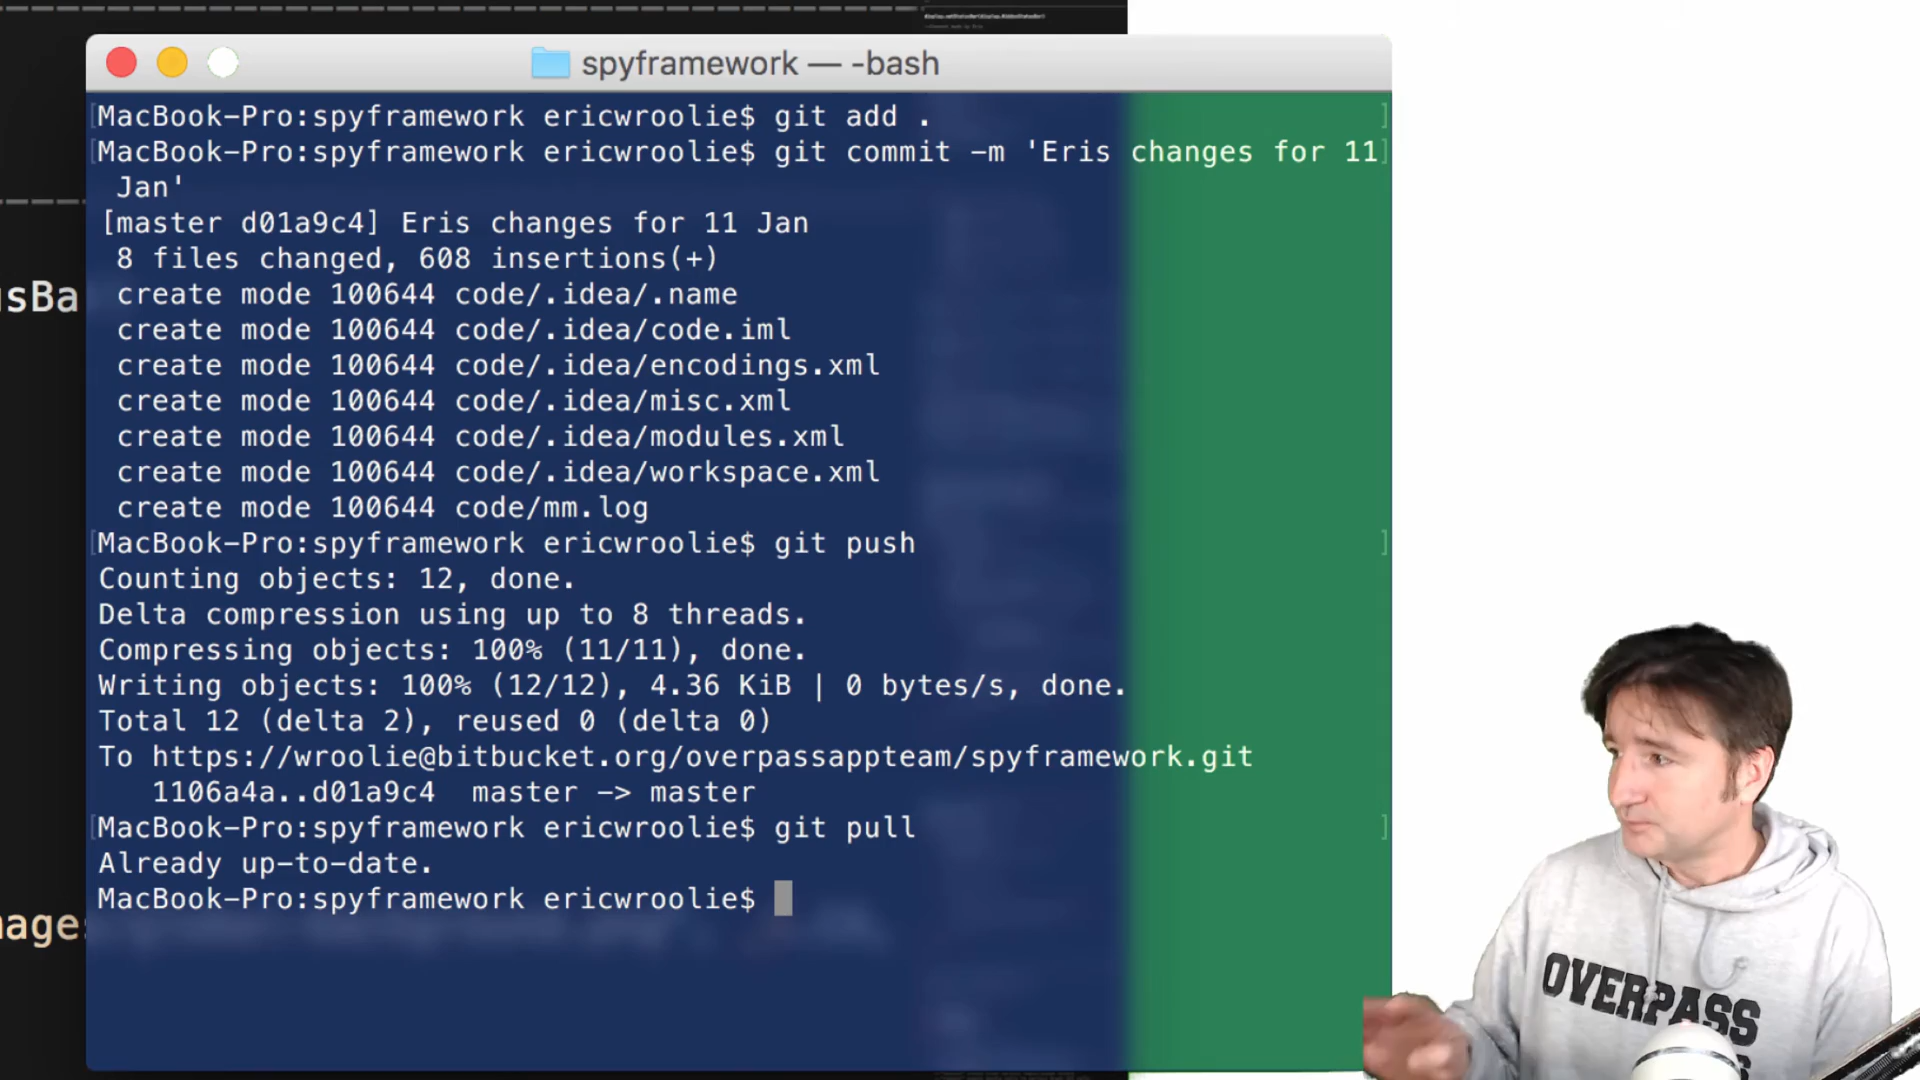 spyframework — -bash
[MacBook-Pro:spyframework ericwroolie$ git add . ]
[MacBook-Pro:spyframework ericwroolie$ git commit -m 'Eris changes for 11]
Jan'
[master d01a9c4] Eris changes for 11 Jan
8 files changed, 608 insertions(+)
create mode 100644 code/.idea/.name
create mode 100644 code/.idea/code.iml
create mode 100644 code/.idea/encodings.xml
create mode 100644 code/.idea/misc.xml
create mode 100644 code/.idea/modules.xml
create mode 100644 code/.idea/workspace.xml
create mode 100644 code/mm.log
[MacBook-Pro:spyframework ericwroolie$ git push ]
Counting objects: 12, done.
Delta compression using up to 8 threads.
Compressing objects: 100% (11/11), done.
Writing objects: 100% (12/12), 4.36 KiB | 0 bytes/s, done.
Total 12 (delta 2), reused 0 (delta 0)
To https://wroolie@bitbucket.org/overpassappteam/spyframework.git
1106a4a..d01a9c4  master -> master
[MacBook-Pro:spyframework ericwroolie$ git pull ]
Already up-to-date.
MacBook-Pro:spyframework ericwroolie$
sBa
age
OVERPASS